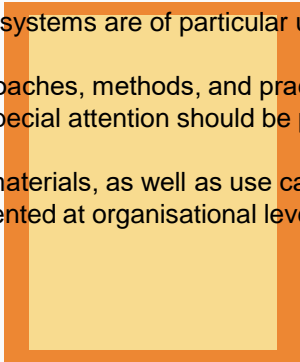 systems are of particular
oaches, methods, and prac
pecial attention should be
materials, as well as use ca
ented at organisational leve